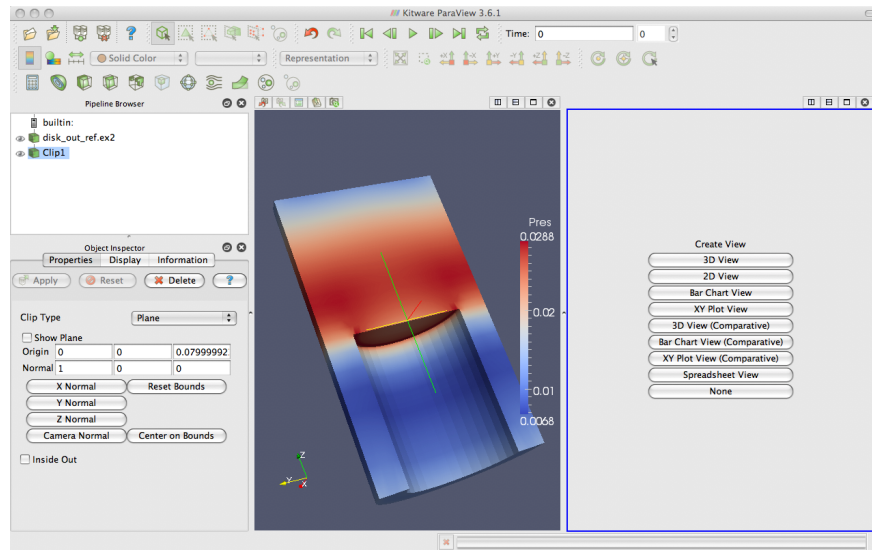 Kitware ParaView 3.6.1
Time: 0 0
Solid Color Representation
Pipeline Browser
builtin:
disk_out_ref.ex2
Clip1
Object Inspector
Properties Display Information
Apply Reset Delete ?
Clip Type Plane
Show Plane
Origin 0 0 0.07999992
Normal 1 0 0
X Normal Reset Bounds
Y Normal
Z Normal
Camera Normal Center on Bounds
Inside Out
Pres
0.0288
0.02
0.01
0.0068
Z
Y
X
Create View
3D View
2D View
Bar Chart View
XY Plot View
3D View (Comparative)
Bar Chart View (Comparative)
XY Plot View (Comparative)
Spreadsheet View
None